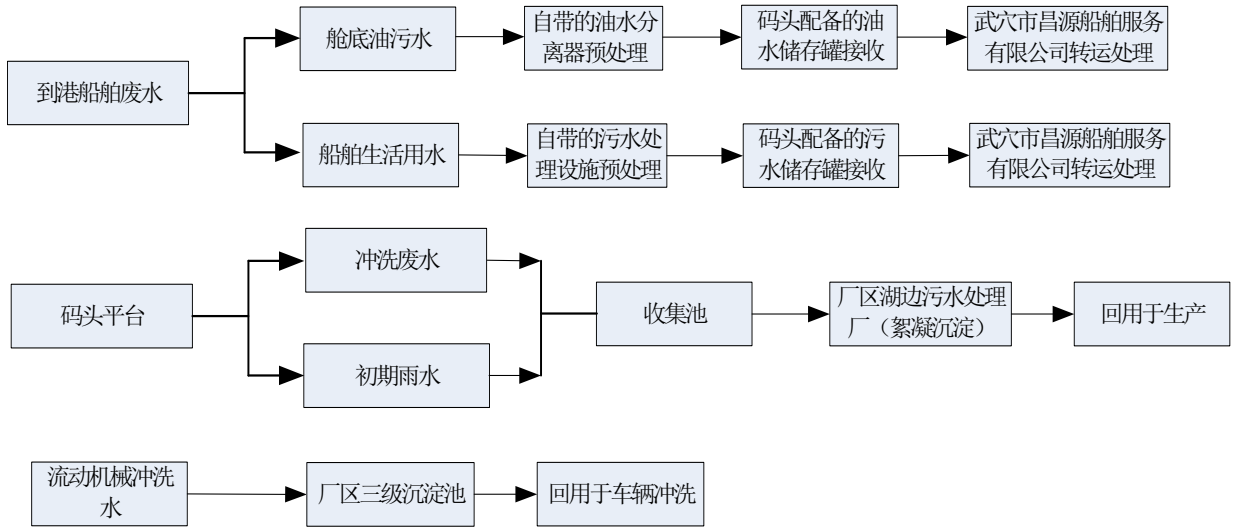 到港船舶废水
舱底油污水
自带的油水分
离器预处理
码头配备的油
水储存罐接收
武穴市昌源船舶服务
有限公司转运处理
船舶生活用水
自带的污水处
理设施预处理
码头配备的污
水储存罐接收
武穴市昌源船舶服务
有限公司转运处理
码头平台
冲洗废水
初期雨水
收集池
厂区湖边污水处理
厂（絮凝沉淀）
回用于生产
流动机械冲洗
水
厂区三级沉淀池
回用于车辆冲洗